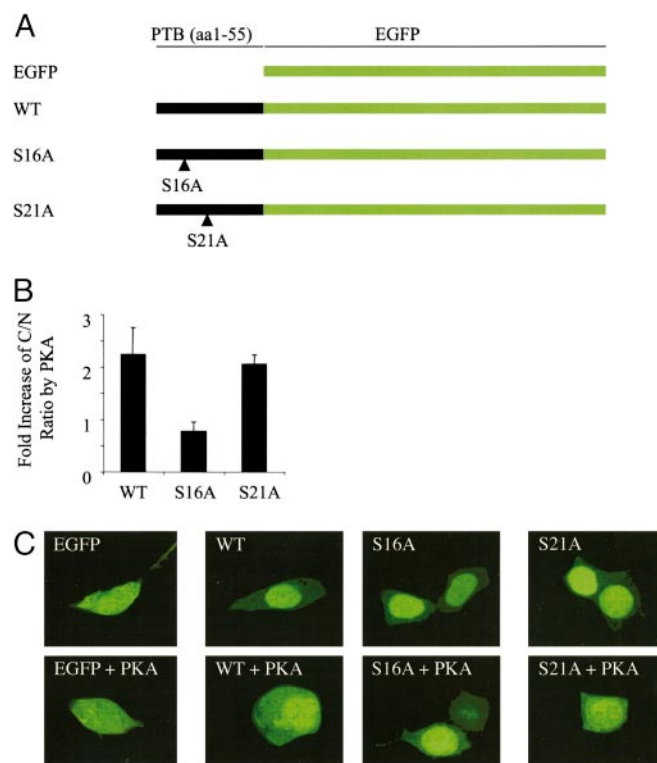 A
PTB (aa1-55) EGFP
EGFP
WT
S16A
S16A
S21A
S21A
B
Fold Increase of C/N
Ratio by PKA
3
2
1
0
WT S16A S21A
C
EGFP WT S16A S21A
EGFP + PKA WT + PKA S16A + PKA S21A + PKA